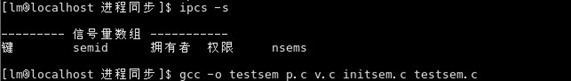 [lm@localhost 进程同步]$ ipcs -s
--------- 信号量数组 -----------
键 semid 拥有者 权限 nsems
[lm@localhost 进程同步]$ gcc -o testsem p.c v.c initsem.c testsem.c